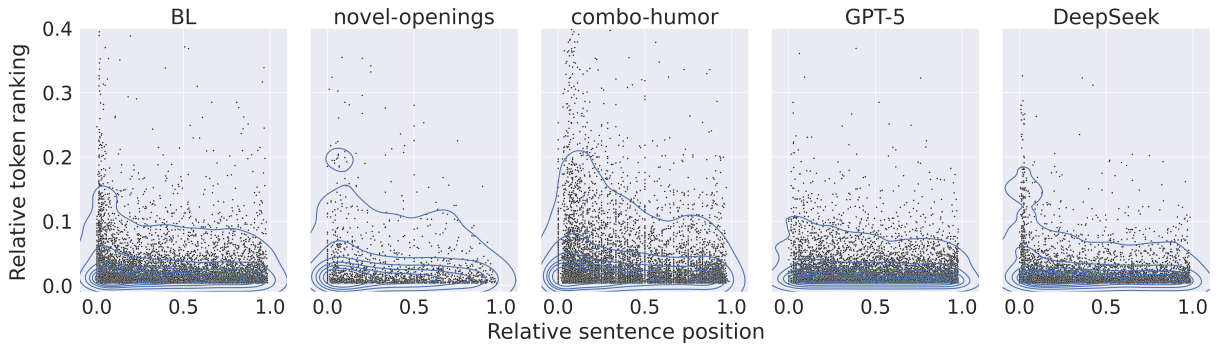 BL novel-openings combo-humor GPT-5 DeepSeek
Relative token ranking
0.4
0.3
0.2
0.1
0.0
0.0 0.5 1.0 0.0 0.5 1.0 0.0 0.5 1.0 0.0 0.5 1.0 0.0 0.5 1.0
Relative sentence position